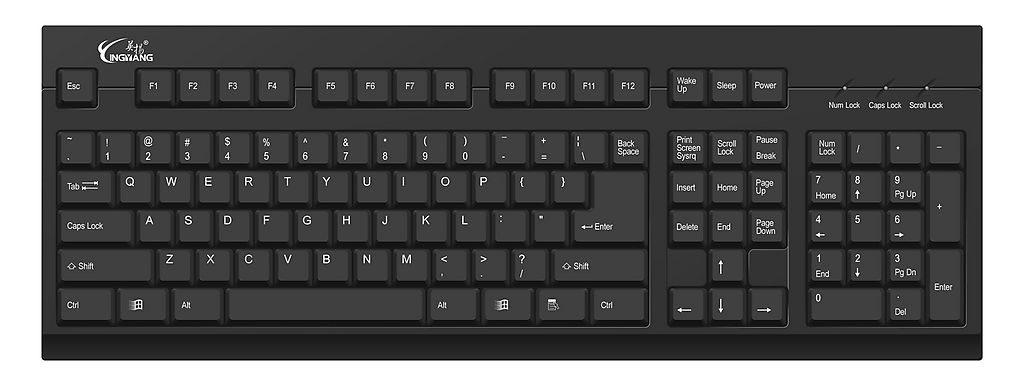 英扬®
YINGYIANG
Esc F1 F2 F3 F4 F5 F6 F7 F8 F9 F10 F11 F12 Wake Up Sleep Power
Num Lock Caps Lock Scroll Lock
~ ! @ # $ % ^ & * ( ) _ + ¦ Back Space
` 1 2 3 4 5 6 7 8 9 0 - = \
Print Screen Sysrq Scroll Lock Pause Break Num Lock / * -
Tab Q W E R T Y U I O P { }
Insert Home Page Up 7 Home 8 ↑ 9 Pg Up +
Caps Lock A S D F G H J K L : " ↵ Enter
Delete End Page Down 4 ← 5 6 →
⇧ Shift Z X C V B N M < , > . ? / ⇧ Shift
↑ 1 End 2 ↓ 3 Pg Dn Enter
Ctrl Alt Alt Ctrl
← ↓ → 0 . Del